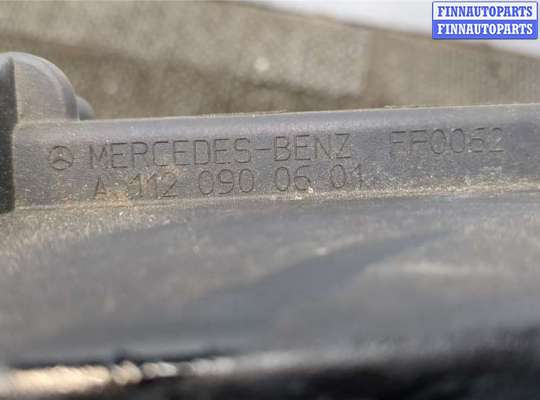 FINNAUTOPARTS
FINNAUTOPARTS
MERCEDES-BENZ FF0062
A 112 090 06 01